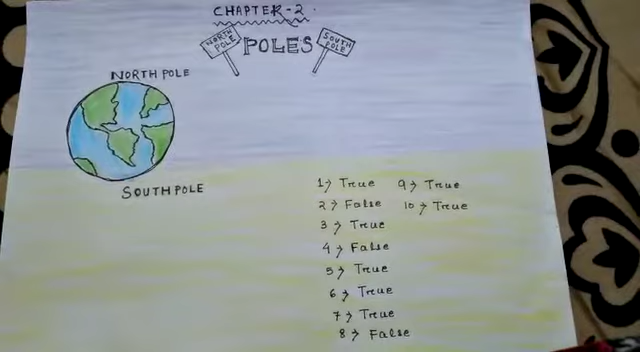 CHAPTER-2.
NORTH POLE
POLES
SOUTH POLE
NORTH POLE
SOUTH POLE
1> True
2> False
3> True
4> False
5> True
6> True
7> True
8> False
9> True
10> True